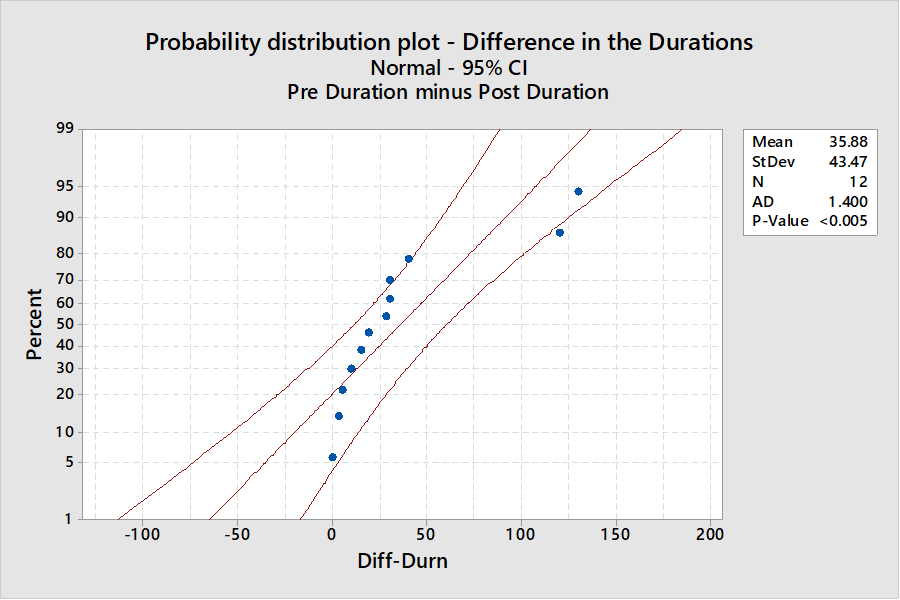 Probability distribution plot - Difference in the Durations
Normal - 95% CI
Pre Duration minus Post Duration
Mean 35.88
StDev 43.47
N 12
AD 1.400
P-Value <0.005
Percent
99
95
90
80
70
60
50
40
30
20
10
5
1
-100 -50 0 50 100 150 200
Diff-Durn